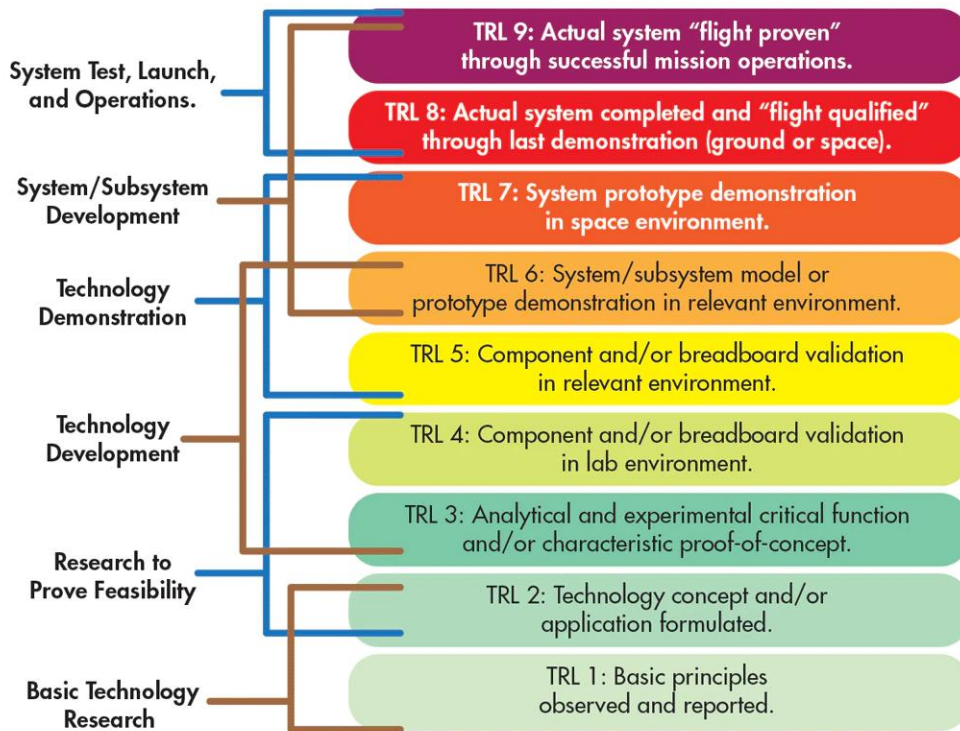 System Test, Launch,
and Operations.
System/Subsystem
Development
Technology
Demonstration
Technology
Development
Research to
Prove Feasibility
Basic Technology
Research
TRL 9: Actual system “flight proven”
through successful mission operations.
TRL 8: Actual system completed and “flight qualified”
through last demonstration (ground or space).
TRL 7: System prototype demonstration
in space environment.
TRL 6: System/subsystem model or
prototype demonstration in relevant environment.
TRL 5: Component and/or breadboard validation
in relevant environment.
TRL 4: Component and/or breadboard validation
in lab environment.
TRL 3: Analytical and experimental critical function
and/or characteristic proof-of-concept.
TRL 2: Technology concept and/or
application formulated.
TRL 1: Basic principles
observed and reported.